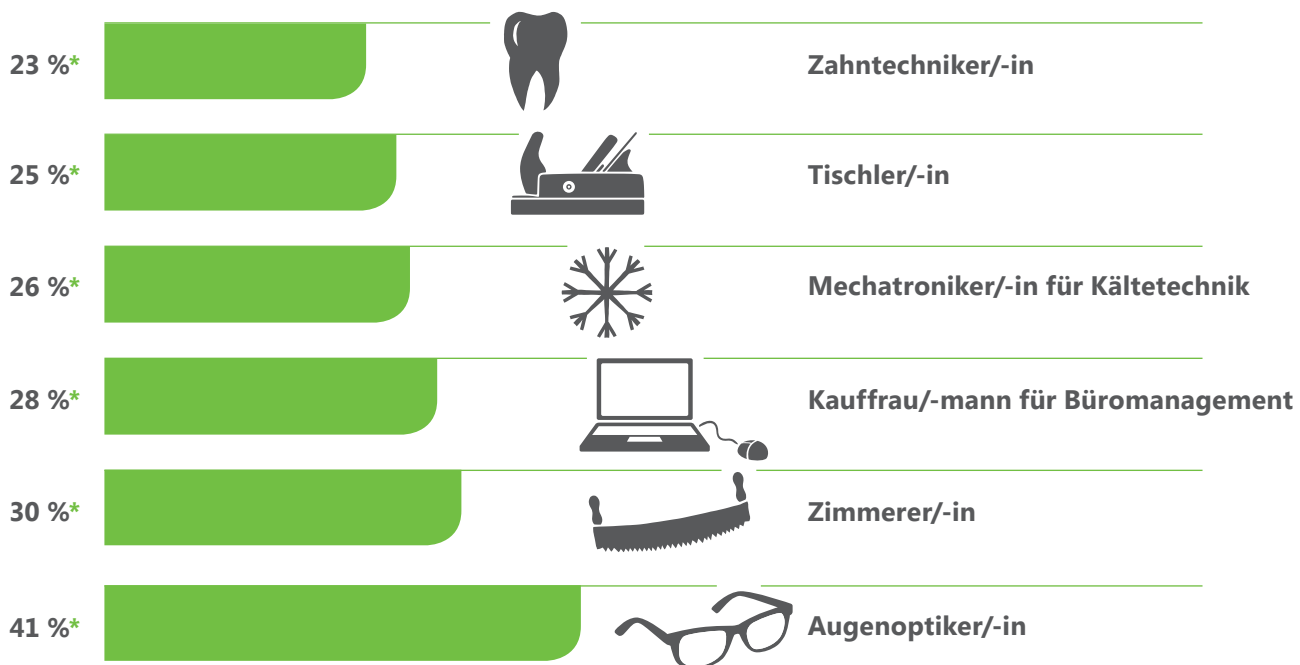 23 %* Zahntechniker/-in
25 %* Tischler/-in
26 %* Mechatroniker/-in für Kältetechnik
28 %* Kauffrau/-mann für Büromanagement
30 %* Zimmerer/-in
41 %* Augenoptiker/-in